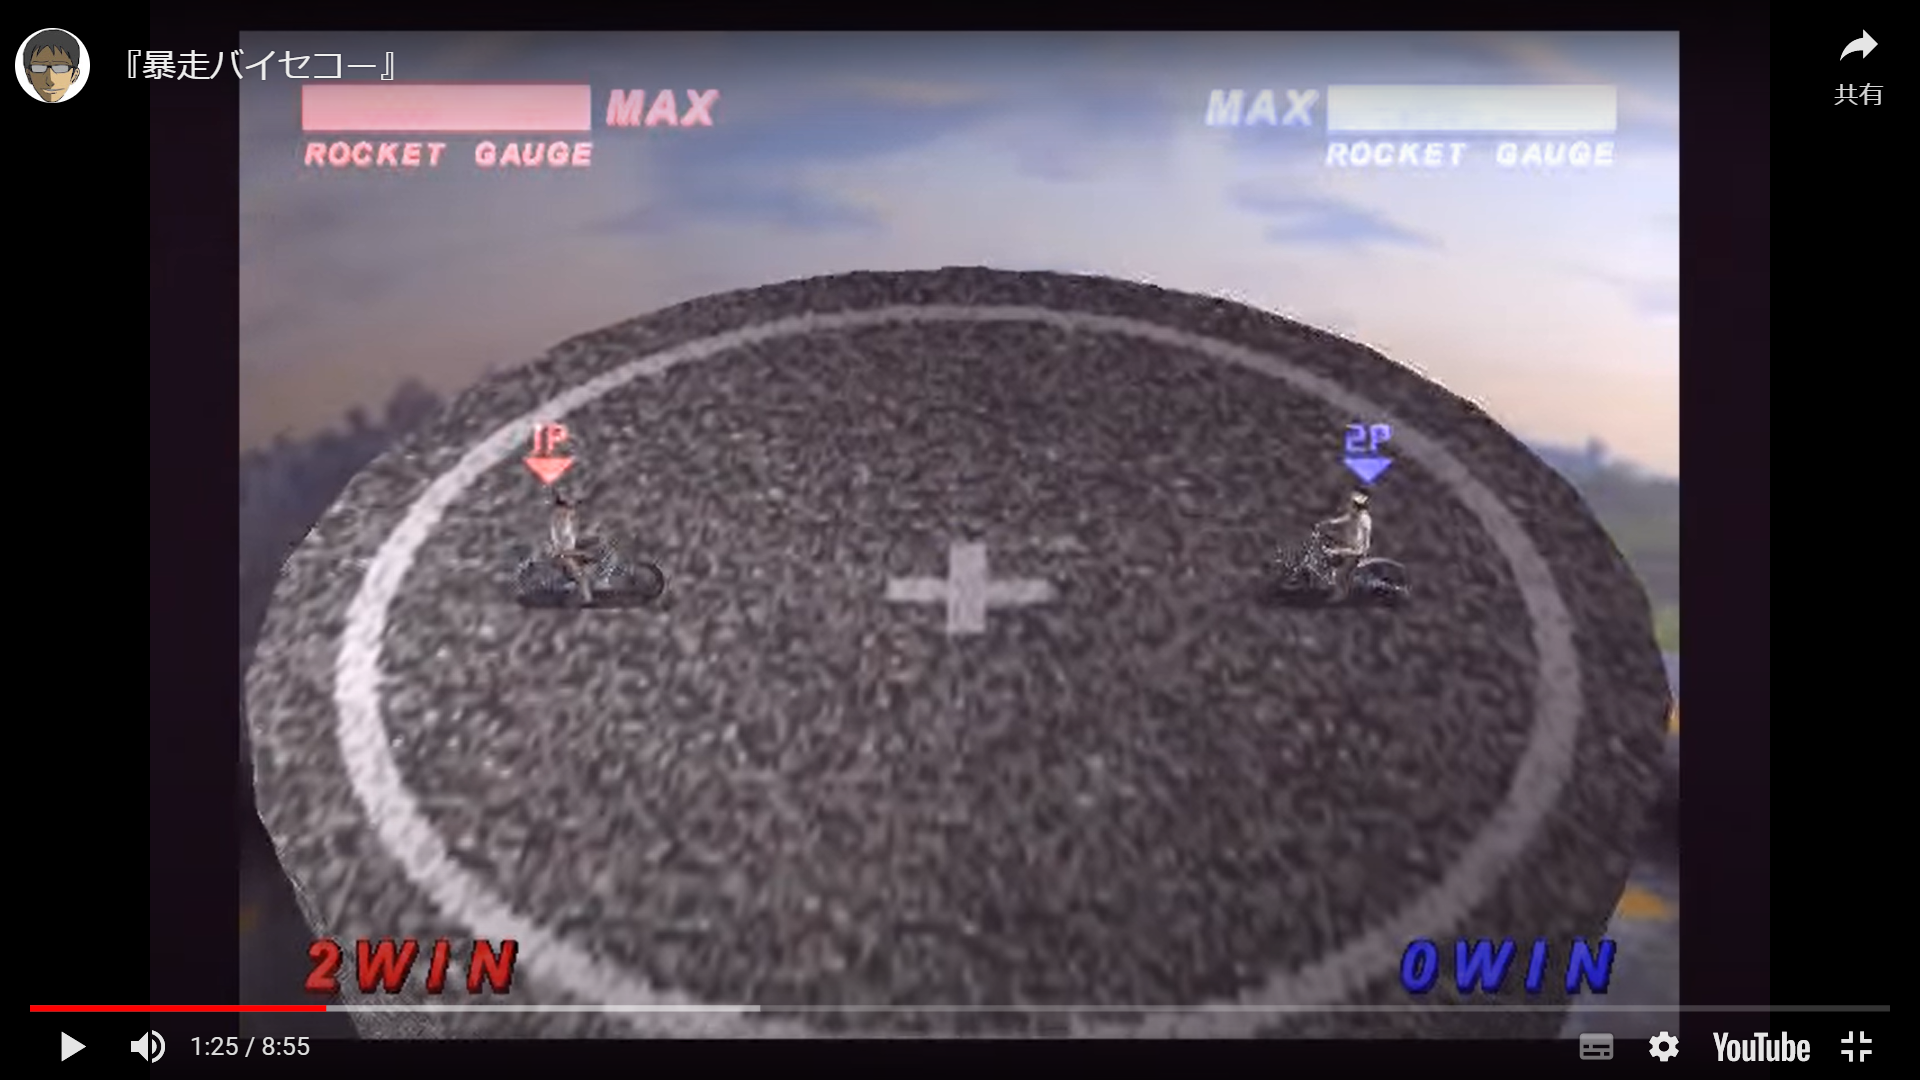 『暴走バイセコー』
共有
MAX
MAX
ROCKET GAUGE
ROCKET GAUGE
1P
2P
2WIN
0WIN
1:25 / 8:55
YouTube